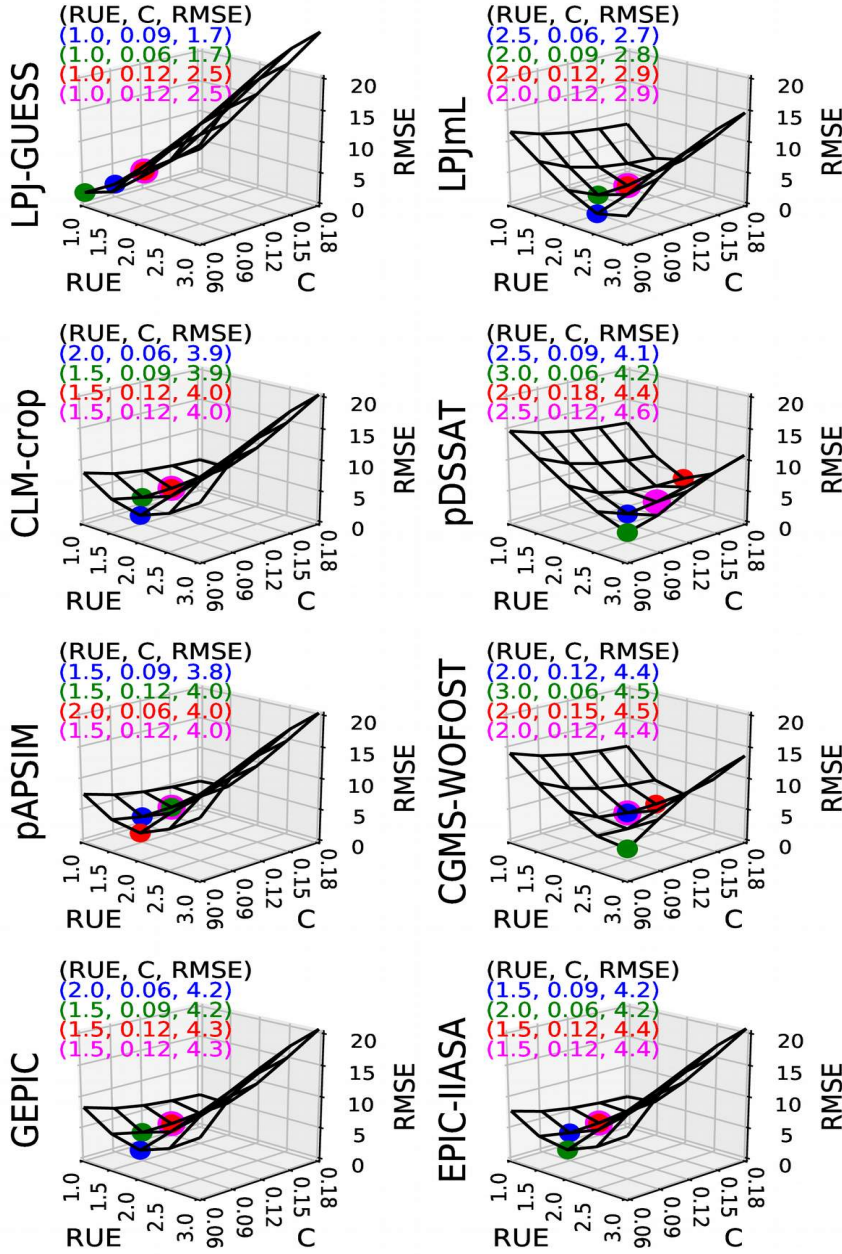 (RUE, C, RMSE)
(1.0, 0.09, 1.7)
(1.0, 0.06, 1.7)
(1.0, 0.12, 2.5)
(1.0, 0.12, 2.5)
LPJ-GUESS
20
15
10
5
0
RMSE
1.0
1.5
2.0
2.5
3.0
RUE
0.06
0.09
0.12
0.15
0.18
C
(RUE, C, RMSE)
(2.5, 0.06, 2.7)
(2.0, 0.09, 2.8)
(2.0, 0.12, 2.9)
(2.0, 0.12, 2.9)
LPJmL
20
15
10
5
0
RMSE
1.0
1.5
2.0
2.5
3.0
RUE
0.06
0.09
0.12
0.15
0.18
C
(RUE, C, RMSE)
(2.0, 0.06, 3.9)
(1.5, 0.09, 3.9)
(1.5, 0.12, 4.0)
(1.5, 0.12, 4.0)
CLM-crop
20
15
10
5
0
RMSE
1.0
1.5
2.0
2.5
3.0
RUE
0.06
0.09
0.12
0.15
0.18
C
(RUE, C, RMSE)
(2.5, 0.09, 4.1)
(3.0, 0.06, 4.2)
(2.0, 0.18, 4.4)
(2.5, 0.12, 4.6)
pDSSAT
20
15
10
5
0
RMSE
1.0
1.5
2.0
2.5
3.0
RUE
0.06
0.09
0.12
0.15
0.18
C
(RUE, C, RMSE)
(1.5, 0.09, 3.8)
(1.5, 0.12, 4.0)
(2.0, 0.06, 4.0)
(1.5, 0.12, 4.0)
pAPSIM
20
15
10
5
0
RMSE
1.0
1.5
2.0
2.5
3.0
RUE
0.06
0.09
0.12
0.15
0.18
C
(RUE, C, RMSE)
(2.0, 0.12, 4.4)
(3.0, 0.06, 4.5)
(2.0, 0.15, 4.5)
(2.0, 0.12, 4.4)
CGMS-WOFOST
20
15
10
5
0
RMSE
1.0
1.5
2.0
2.5
3.0
RUE
0.06
0.09
0.12
0.15
0.18
C
(RUE, C, RMSE)
(2.0, 0.06, 4.2)
(1.5, 0.09, 4.2)
(1.5, 0.12, 4.3)
(1.5, 0.12, 4.3)
GEPIC
20
15
10
5
0
RMSE
1.0
1.5
2.0
2.5
3.0
RUE
0.06
0.09
0.12
0.15
0.18
C
(RUE, C, RMSE)
(1.5, 0.09, 4.2)
(2.0, 0.06, 4.2)
(1.5, 0.12, 4.4)
(1.5, 0.12, 4.4)
EPIC-IIASA
20
15
10
5
0
RMSE
1.0
1.5
2.0
2.5
3.0
RUE
0.06
0.09
0.12
0.15
0.18
C